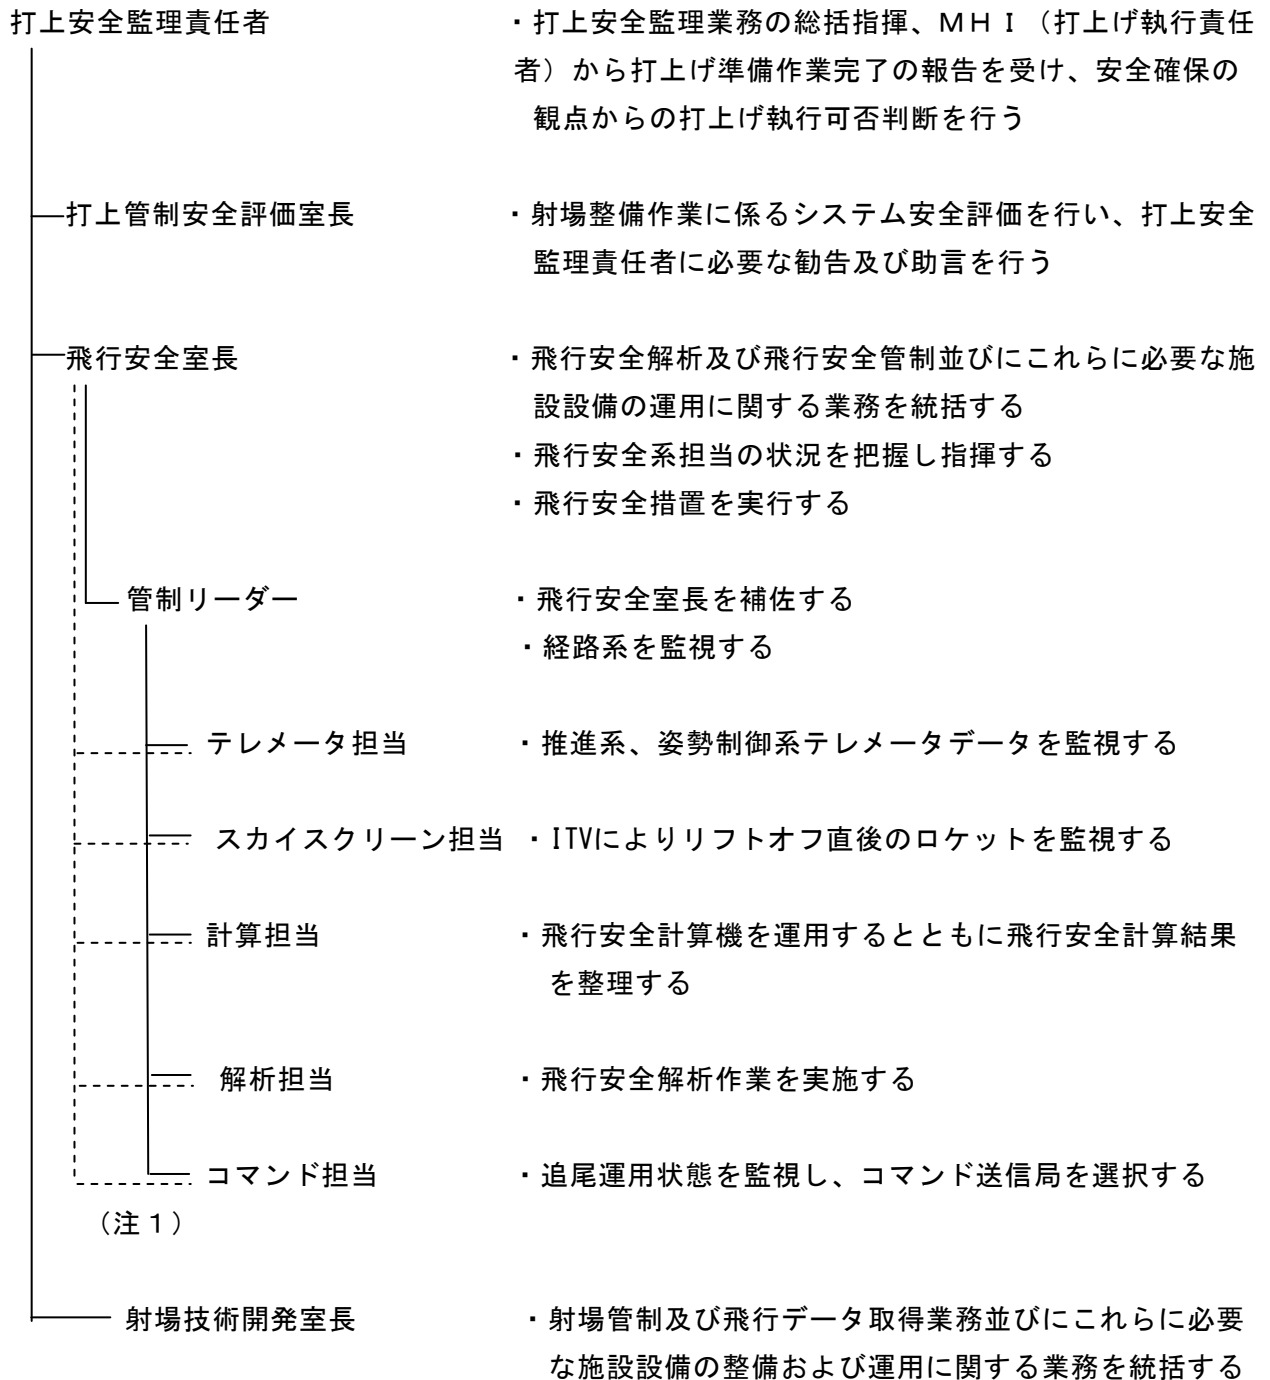 打上安全監理責任者 ・打上安全監理業務の総括指揮、ＭＨＩ（打上げ執行責任
者）から打上げ準備作業完了の報告を受け、安全確保の
観点からの打上げ執行可否判断を行う
打上管制安全評価室長 ・射場整備作業に係るシステム安全評価を行い、打上安全
監理責任者に必要な勧告及び助言を行う
飛行安全室長 ・飛行安全解析及び飛行安全管制並びにこれらに必要な施
設設備の運用に関する業務を統括する
・飛行安全系担当の状況を把握し指揮する
・飛行安全措置を実行する
管制リーダー ・飛行安全室長を補佐する
・経路系を監視する
テレメータ担当 ・推進系、姿勢制御系テレメータデータを監視する
スカイスクリーン担当 ・ITVによりリフトオフ直後のロケットを監視する
計算担当 ・飛行安全計算機を運用するとともに飛行安全計算結果
を整理する
解析担当 ・飛行安全解析作業を実施する
コマンド担当 ・追尾運用状態を監視し、コマンド送信局を選択する
（注１）
射場技術開発室長 ・射場管制及び飛行データ取得業務並びにこれらに必要
な施設設備の整備および運用に関する業務を統括する